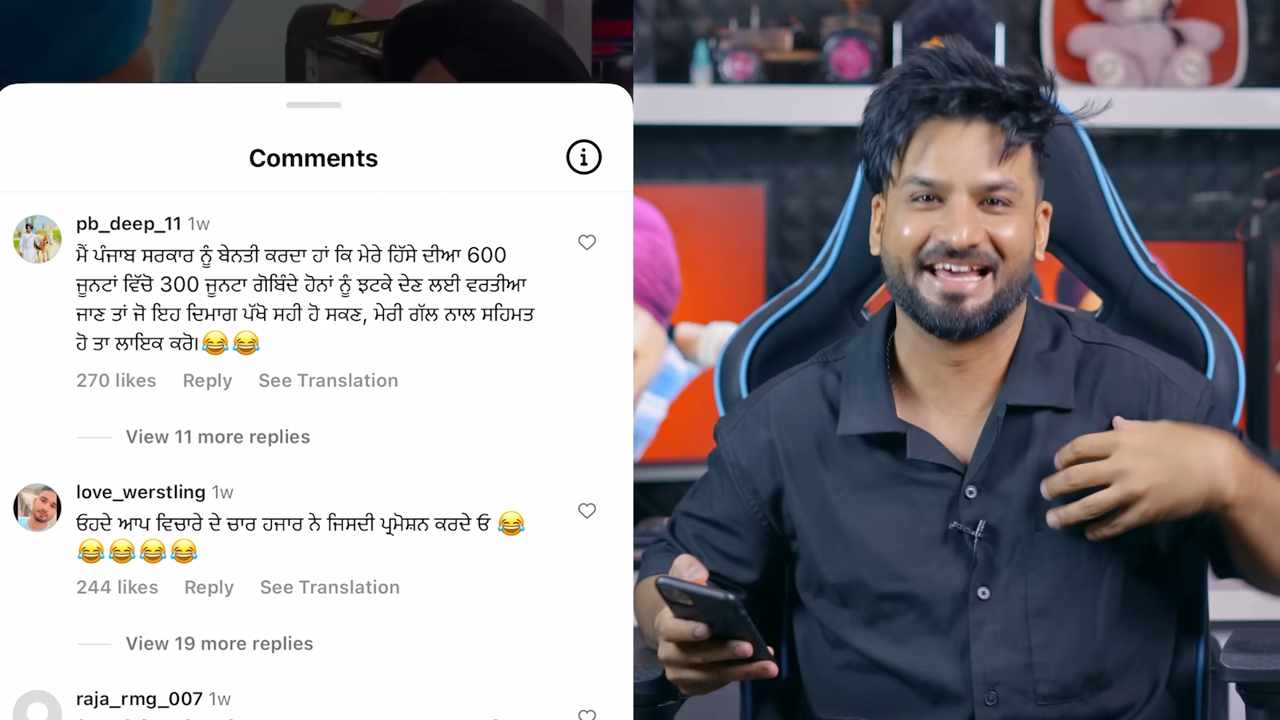 Comments
pb_deep_11 1w
ਮੈਂ ਪੰਜਾਬ ਸਰਕਾਰ ਨੂੰ ਬੇਨਤੀ ਕਰਦਾ ਹਾਂ ਕਿ ਮੇਰੇ ਹਿੱਸੇ ਦੀਆ 600
ਜੂਨਟਾਂ ਵਿੱਚੋ 300 ਜੂਨਟਾ ਗੋਬਿੰਦੇ ਹੋਨਾਂ ਨੂੰ ਝਟਕੇ ਦੇਣ ਲਈ ਵਰਤੀਆ
ਜਾਣ ਤਾਂ ਜੋ ਇਹ ਦਿਮਾਗ ਪੱਖੋ ਸਹੀ ਹੋ ਸਕਣ, ਮੇਰੀ ਗੱਲ ਨਾਲ ਸਹਿਮਤ
ਹੋ ਤਾ ਲਾਇਕ ਕਰੋ।😂😂
270 likes Reply See Translation
View 11 more replies
love_werstling 1w
ਓਹਦੇ ਆਪ ਵਿਚਾਰੇ ਦੇ ਚਾਰ ਹਜਾਰ ਨੇ ਜਿਸਦੀ ਪ੍ਰਮੋਸ਼ਨ ਕਰਦੇ ਓ 😂
😂😂😂😂
244 likes Reply See Translation
View 19 more replies
raja_rmg_007 1w